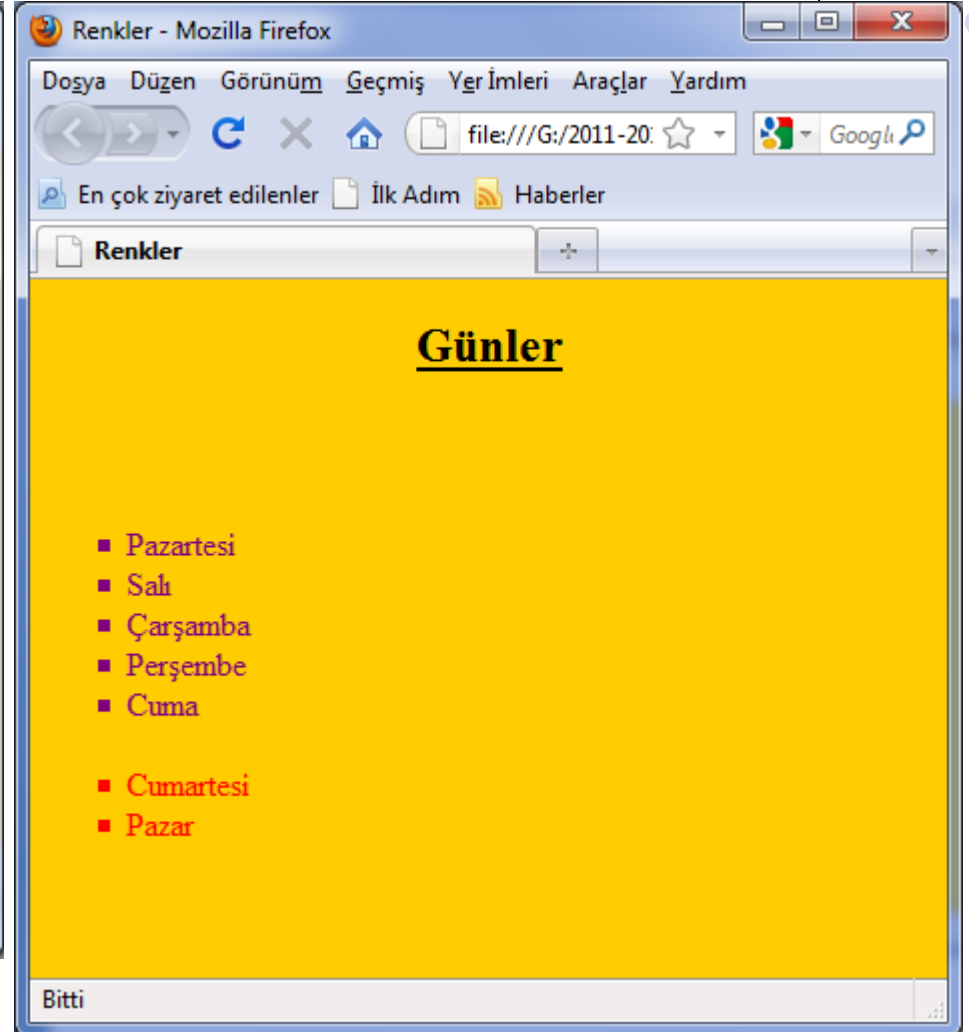 Renkler - Mozilla Firefox
Dosya Düzen Görünüm Geçmiş Yer İmleri Araçlar Yardım
file:///G:/2011-20: Googl
En çok ziyaret edilenler İlk Adım Haberler
Renkler
Günler
Pazartesi
Salı
Çarşamba
Perşembe
Cuma
Cumartesi
Pazar
Bitti